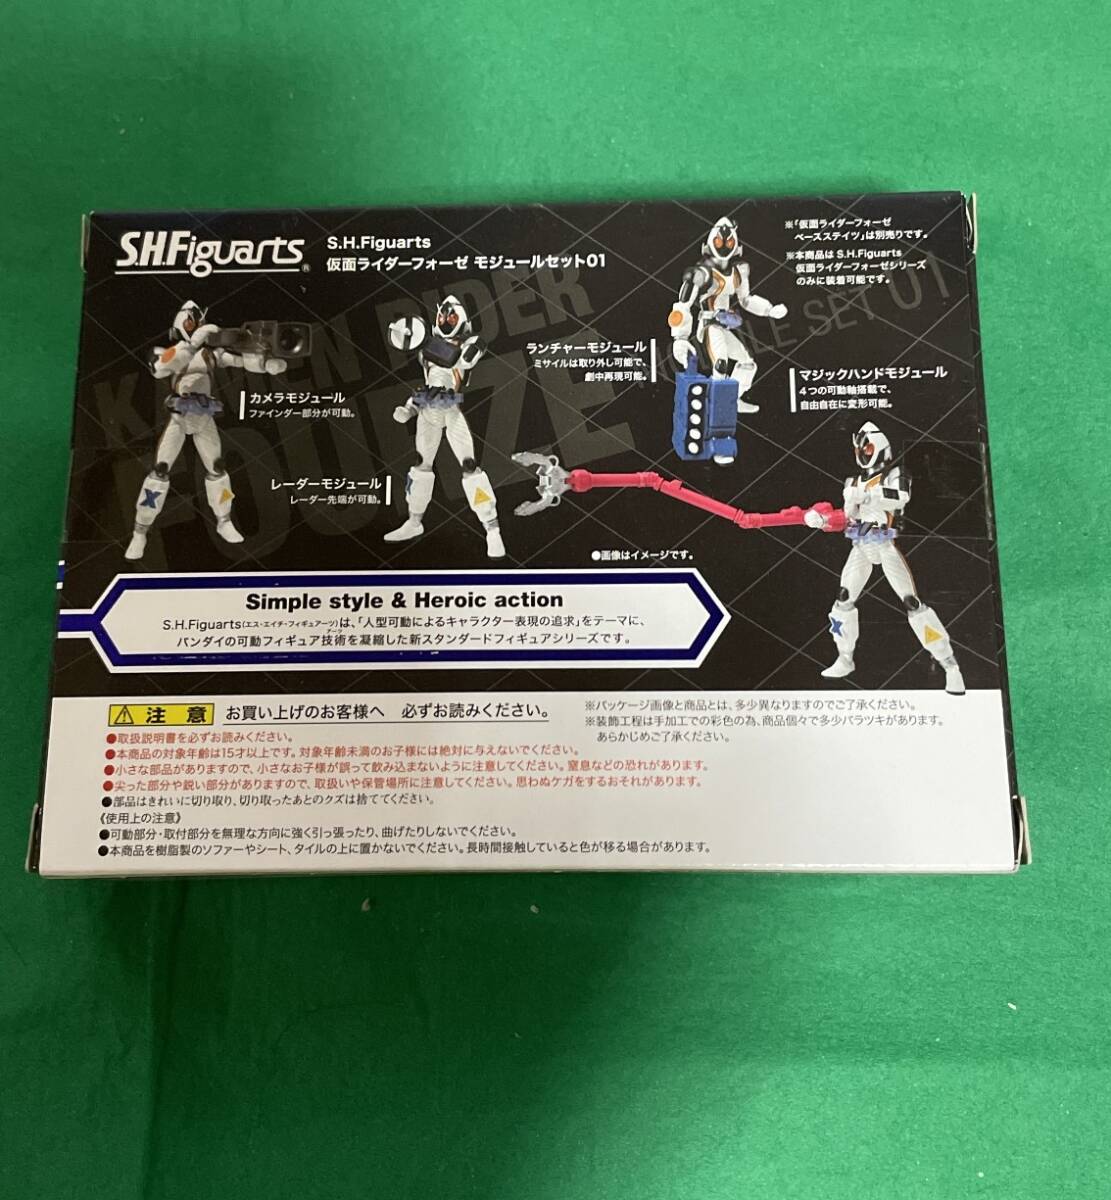 S.H.Figuarts®
S.H.Figuarts
仮面ライダーフォーゼ モジュールセット01
※「仮面ライダーフォーゼ
ベースステイツ」は別売りです。
※本商品は S.H.Figuarts
仮面ライダーフォーゼシリーズ
のみに装着可能です。
KAMEN RIDER
FOURZE
MODULE SET 01
カメラモジュール
ファインダー部分が可動。
ランチャーモジュール
ミサイルは取り外し可能で、
劇中再現可能。
マジックハンドモジュール
4つの可動軸搭載で、
自由自在に変形可能。
レーダーモジュール
レーダー先端が可動。
●画像はイメージです。
Simple style & Heroic action
S.H.Figuarts(エス・エイチ・フィギュアーツ)は、「人型可動によるキャラクター表現の追求」をテーマに、
バンダイの可動フィギュア技術を凝縮した新スタンダードフィギュアシリーズです。
アーツ
注意 お買い上げのお客様へ 必ずお読みください。
●取扱説明書を必ずお読みください。
●本商品の対象年齢は15才以上です。対象年齢未満のお子様には絶対に与えないでください。
●小さな部品がありますので、小さなお子様が誤って飲み込まないように注意してください。窒息などの恐れがあります。
●尖った部分や鋭い部分がありますので、取扱いや保管場所に注意してください。思わぬケガをするおそれがあります。
●部品はきれいに切り取り、切り取ったあとのクズは捨ててください。
《使用上の注意》
●可動部分・取付部分を無理な方向に強く引っ張ったり、曲げたりしないでください。
●本商品を樹脂製のソファーやシート、タイルの上に置かないでください。長時間接触していると色が移る場合があります。
※パッケージ画像と商品とは、多少異なりますのでご了承ください。
※装飾工程は手加工での彩色の為、商品個々で多少バラツキがあります。
あらかじめご了承ください。